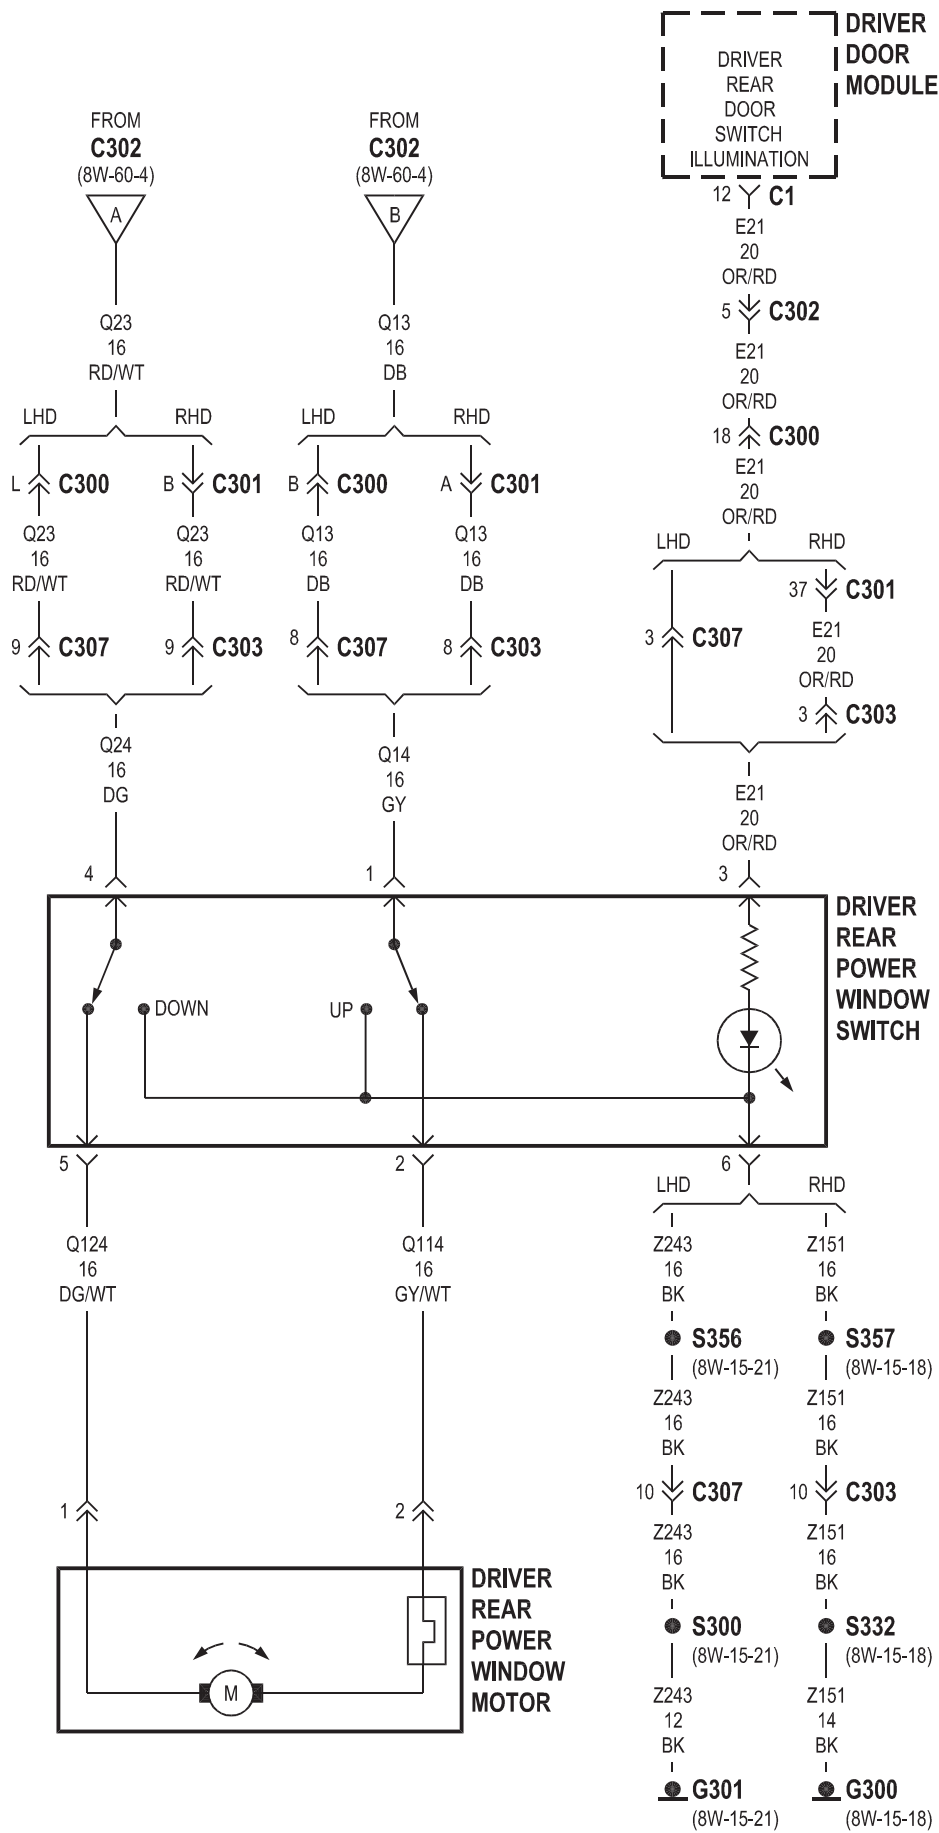 DRIVER
DOOR
MODULE
DRIVER
REAR
DOOR
SWITCH
ILLUMINATION
FROM
C302
(8W-60-4)
A
FROM
C302
(8W-60-4)
B
12 C1
E21
20
OR/RD
5 C302
Q23
16
RD/WT
Q13
16
DB
E21
20
OR/RD
LHD RHD
LHD RHD
18 C300
L C300
B C301
B C300
A C301
E21
20
OR/RD
Q23
16
RD/WT
Q23
16
RD/WT
Q13
16
DB
Q13
16
DB
LHD RHD
37 C301
9 C307
9 C303
8 C307
8 C303
3 C307
E21
20
OR/RD
3 C303
Q24
16
DG
Q14
16
GY
E21
20
OR/RD
4
1
3
DRIVER
REAR
POWER
WINDOW
SWITCH
DOWN
UP
5
2
6
LHD RHD
Q124
16
DG/WT
Q114
16
GY/WT
Z243
16
BK
Z151
16
BK
S356
(8W-15-21)
S357
(8W-15-18)
Z243
16
BK
Z151
16
BK
1
2
10 C307
10 C303
Z243
16
BK
Z151
16
BK
DRIVER
REAR
POWER
WINDOW
MOTOR
M
S300
(8W-15-21)
S332
(8W-15-18)
Z243
12
BK
Z151
14
BK
G301
(8W-15-21)
G300
(8W-15-18)